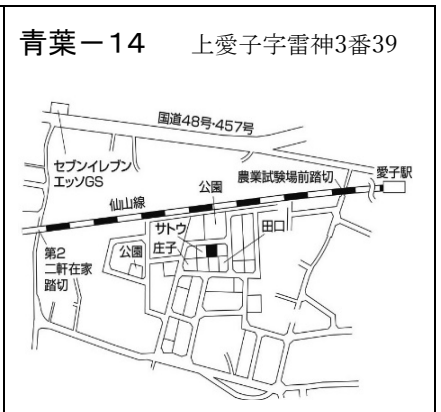 青葉－14 上愛子字雷神3番39
国道48号・457号
セブンイレブン
エッソGS
農業試験場前踏切
愛子駅
公園
仙山線
サトウ
田口
庄子
公園
第2
二軒在家
踏切